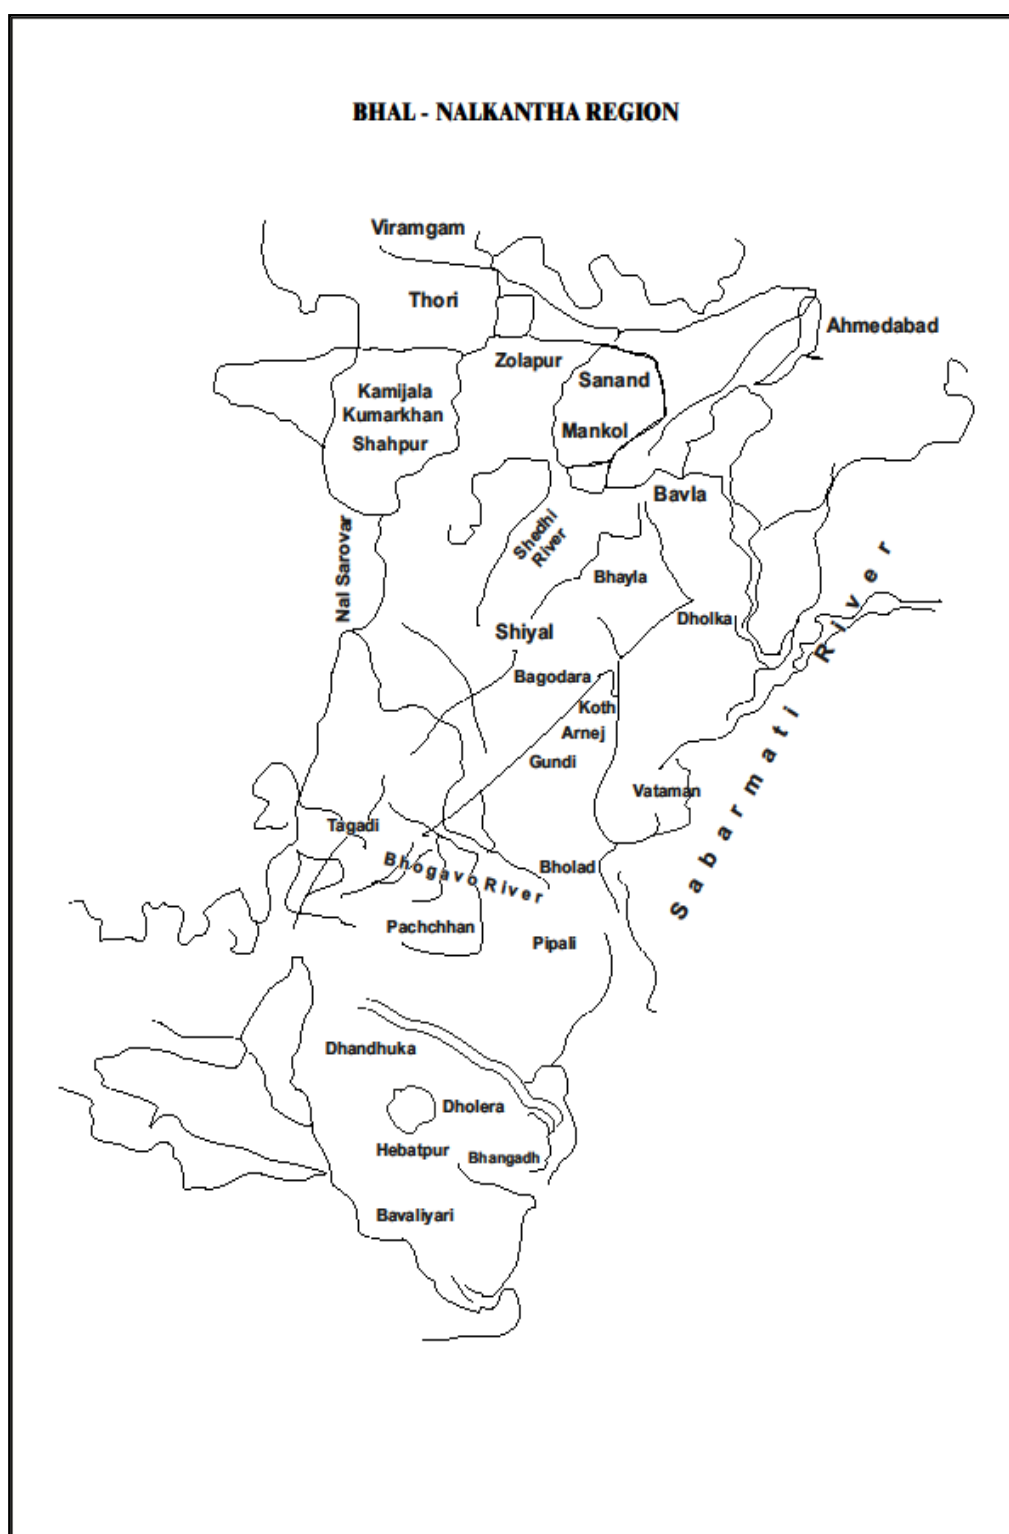 BHAL - NALKANTHA REGION
Viramgam
Thori
Ahmedabad
Zolapur
Sanand
Kamijala
Kumarkhan
Shahpur
Mankol
Bavla
Nal Sarovar
Shedhi
River
Bhayla
Dholka
Shiyal
Bagodara
Koth
Arnej
Gundi
Vataman
Sabarmati River
Tagadi
Bhogavo River
Bholad
Pachchhan
Pipali
Dhandhuka
Dholera
Hebatpur
Bhangadh
Bavaliyari